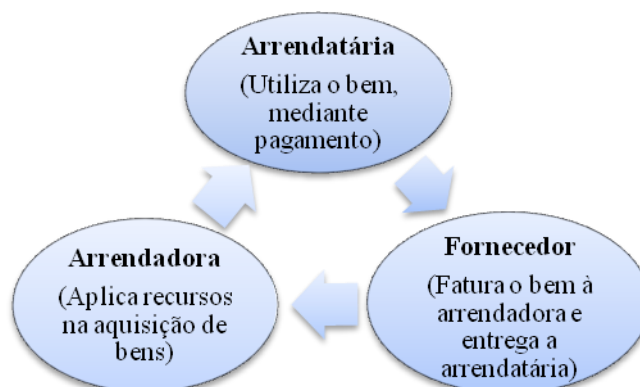 Arrendatária
(Utiliza o bem,
mediante
pagamento)
Arrendadora
(Aplica recursos
na aquisição de
bens)
Fornecedor
(Fatura o bem à
arrendadora e
entrega a
arrendatária)